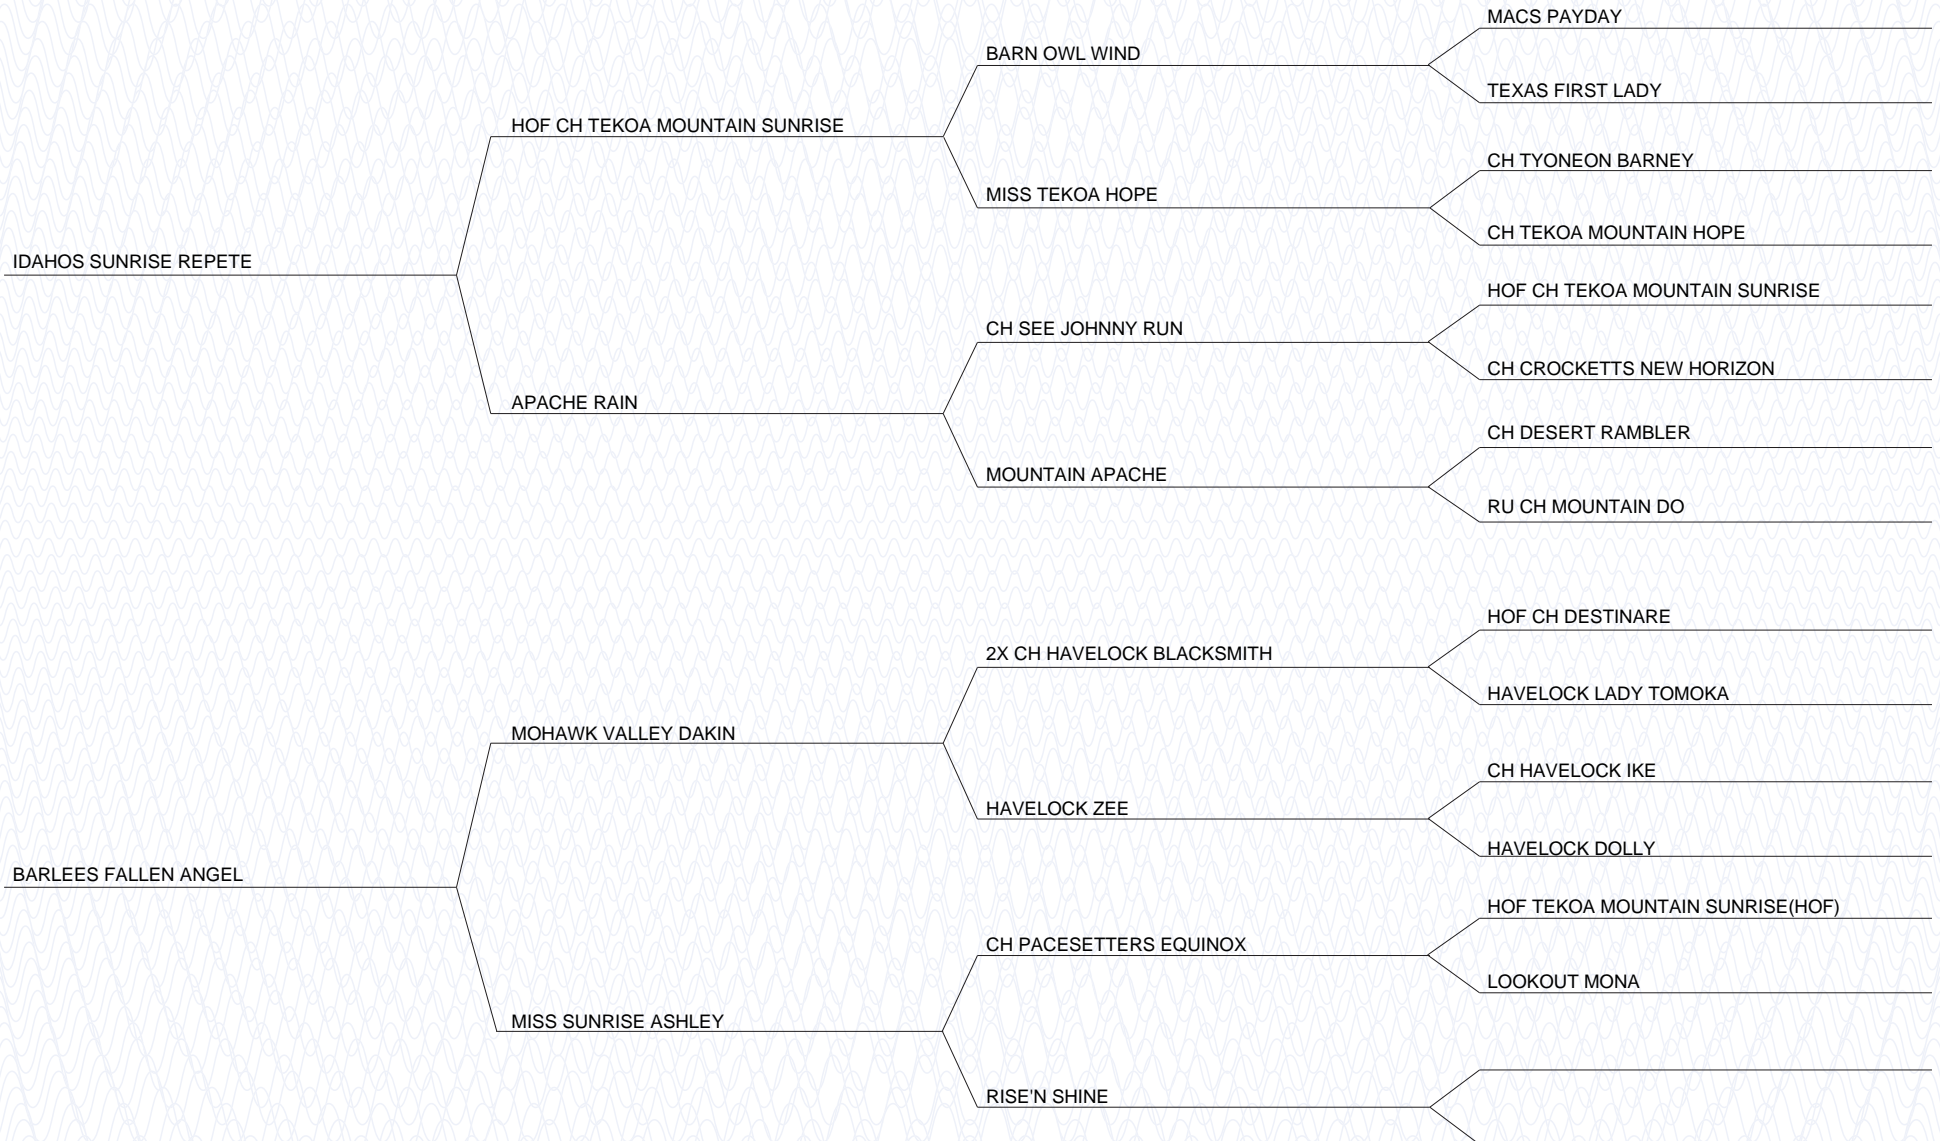 MACS PAYDAY
BARN OWL WIND
TEXAS FIRST LADY
HOF CH TEKOA MOUNTAIN SUNRISE
CH TYONEON BARNEY
MISS TEKOA HOPE
CH TEKOA MOUNTAIN HOPE
IDAHOS SUNRISE REPETE
HOF CH TEKOA MOUNTAIN SUNRISE
CH SEE JOHNNY RUN
CH CROCKETTS NEW HORIZON
APACHE RAIN
CH DESERT RAMBLER
MOUNTAIN APACHE
RU CH MOUNTAIN DO
HOF CH DESTINARE
2X CH HAVELOCK BLACKSMITH
HAVELOCK LADY TOMOKA
MOHAWK VALLEY DAKIN
CH HAVELOCK IKE
HAVELOCK ZEE
HAVELOCK DOLLY
BARLEES FALLEN ANGEL
HOF TEKOA MOUNTAIN SUNRISE(HOF)
CH PACESETTERS EQUINOX
LOOKOUT MONA
MISS SUNRISE ASHLEY
RISE'N SHINE